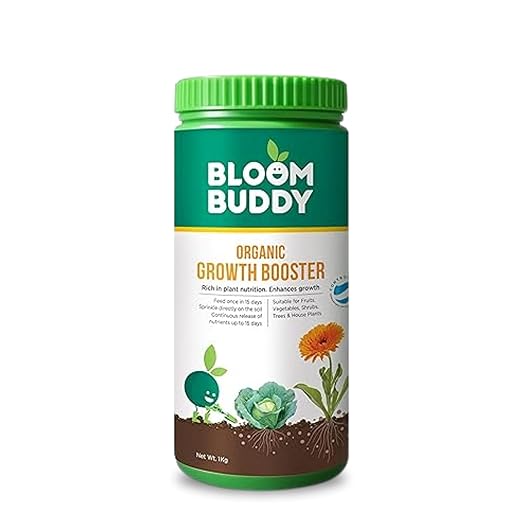 BLOOM
BUDDY
ORGANIC
GROWTH BOOSTER
Rich in plant nutrition. Enhances growth.
Feed once in 15 days
Sprinkle directly on the soil
Continuous release of
nutrients up to 15 days
Suitable for Fruits,
Vegetables, Shrubs,
Trees & House Plants
Net Wt. 1Kg